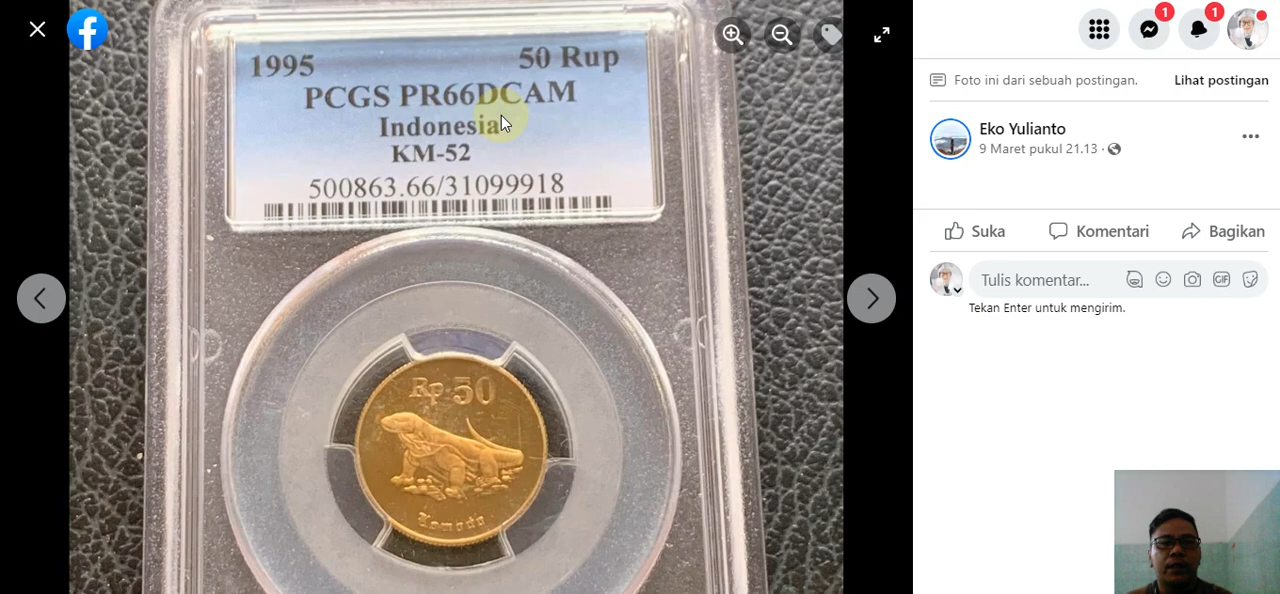 1995 50 Rup
PCGS PR66DCAM
Indonesia
KM-52
500863.66/31099918
Rp 50
Komodo
1
1
Foto ini dari sebuah postingan. Lihat postingan
Eko Yulianto
9 Maret pukul 21.13 ·
Suka Komentari Bagikan
Tulis komentar... GIF
Tekan Enter untuk mengirim.